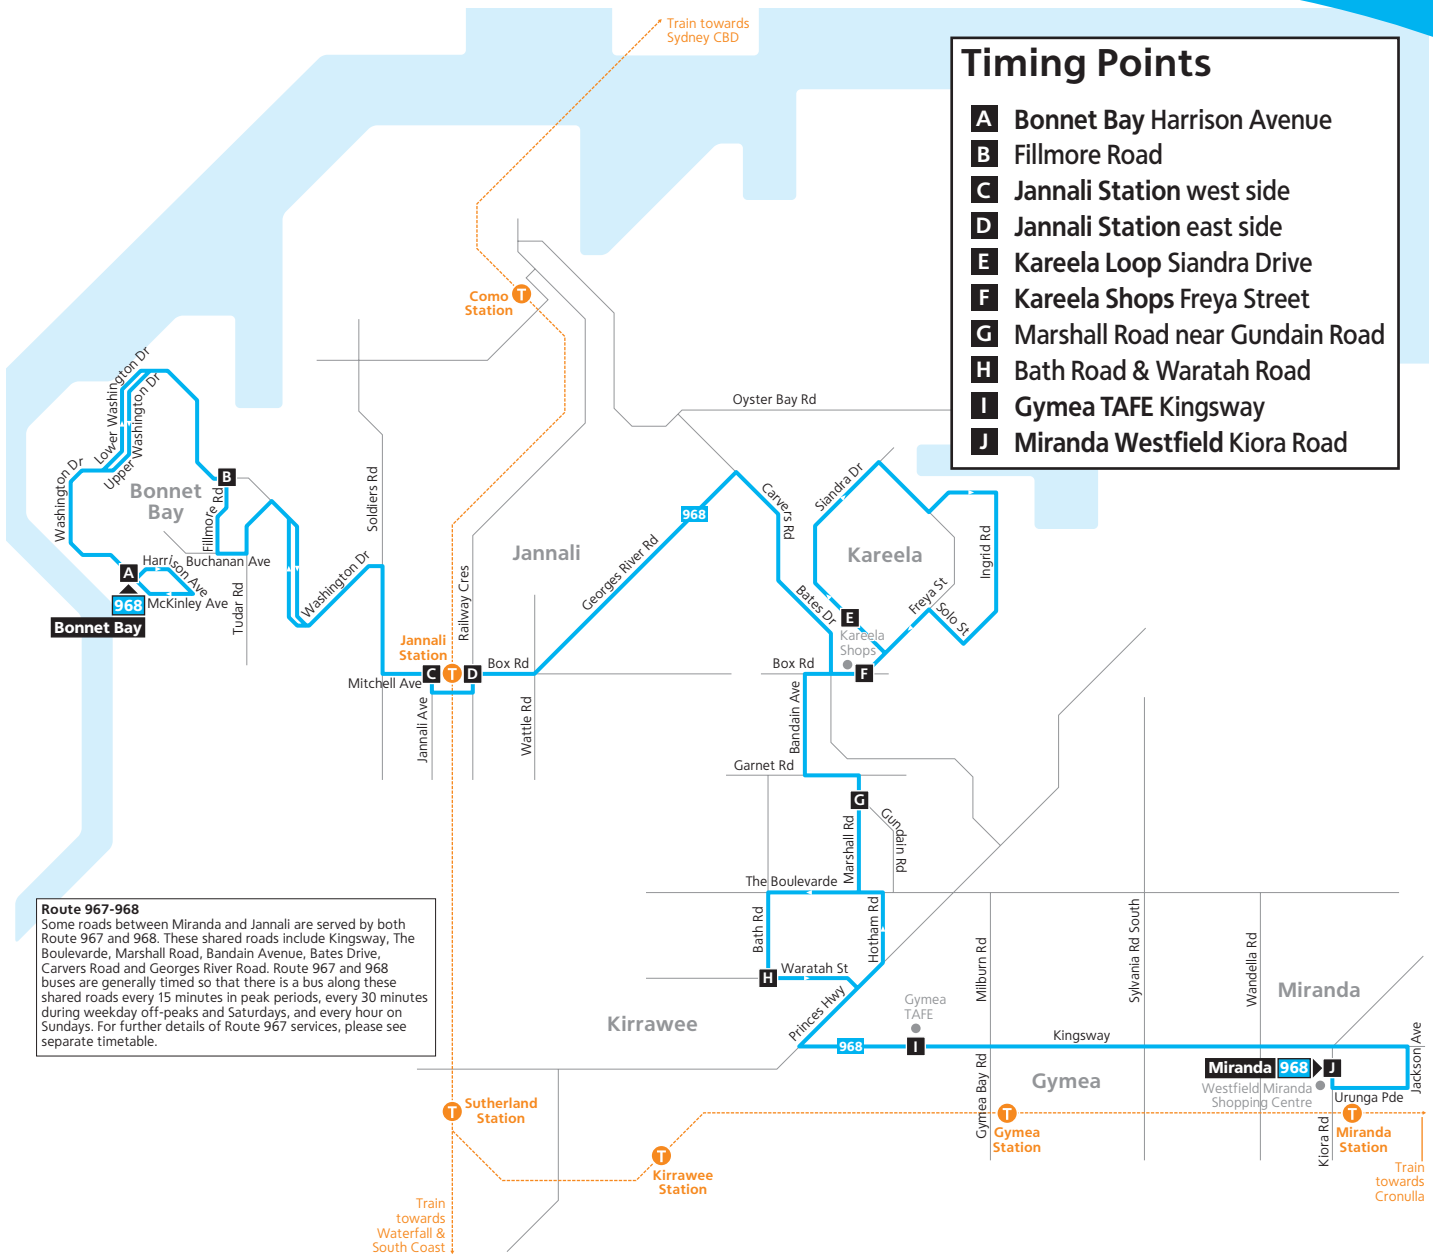 Train towards
Sydney CBD
Timing Points
A Bonnet Bay Harrison Avenue
B Fillmore Road
C Jannali Station west side
D Jannali Station east side
E Kareela Loop Siandra Drive
F Kareela Shops Freya Street
G Marshall Road near Gundain Road
H Bath Road & Waratah Road
I Gymea TAFE Kingsway
J Miranda Westfield Kiora Road
Como
Station
T
Oyster Bay Rd
Lower Washington Dr
Upper Washington Dr
Washington Dr
Bonnet
Bay
B
Fillmore Rd
Soldiers Rd
Siandra Dr
Carvers Rd
968
Jannali
Kareela
Ingrid Rd
Georges River Rd
Harrison Ave
Buchanan Ave
A
968
McKinley Ave
Bonnet Bay
Tudar Rd
Washington Dr
Railway Cres
Bates Dr
Freya St
Solo St
E
Kareela
Shops
Jannali
Station
C
T
D
Box Rd
Box Rd
F
Mitchell Ave
Jannali Ave
Wattle Rd
Bandain Ave
Garnet Rd
G
Gundain Rd
Marshall Rd
The Boulevarde
Route 967-968
Some roads between Miranda and Jannali are served by both
Route 967 and 968. These shared roads include Kingsway, The
Boulevarde, Marshall Road, Bandain Avenue, Bates Drive,
Carvers Road and Georges River Road. Route 967 and 968
buses are generally timed so that there is a bus along these
shared roads every 15 minutes in peak periods, every 30 minutes
during weekday off-peaks and Saturdays, and every hour on
Sundays. For further details of Route 967 services, please see
separate timetable.
Bath Rd
Hotham Rd
Milburn Rd
Sylvania Rd South
Wandella Rd
H
Waratah St
Miranda
Princes Hwy
Gymea
TAFE
Kirrawee
968
I
Kingsway
Jackson Ave
Gymea Bay Rd
Gymea
Miranda
968
J
Westfield Miranda
Shopping Centre
Urunga Pde
Kiora Rd
T
Sutherland
Station
T
Gymea
Station
T
Miranda
Station
T
Kirrawee
Station
Train
towards
Cronulla
Train
towards
Waterfall &
South Coast